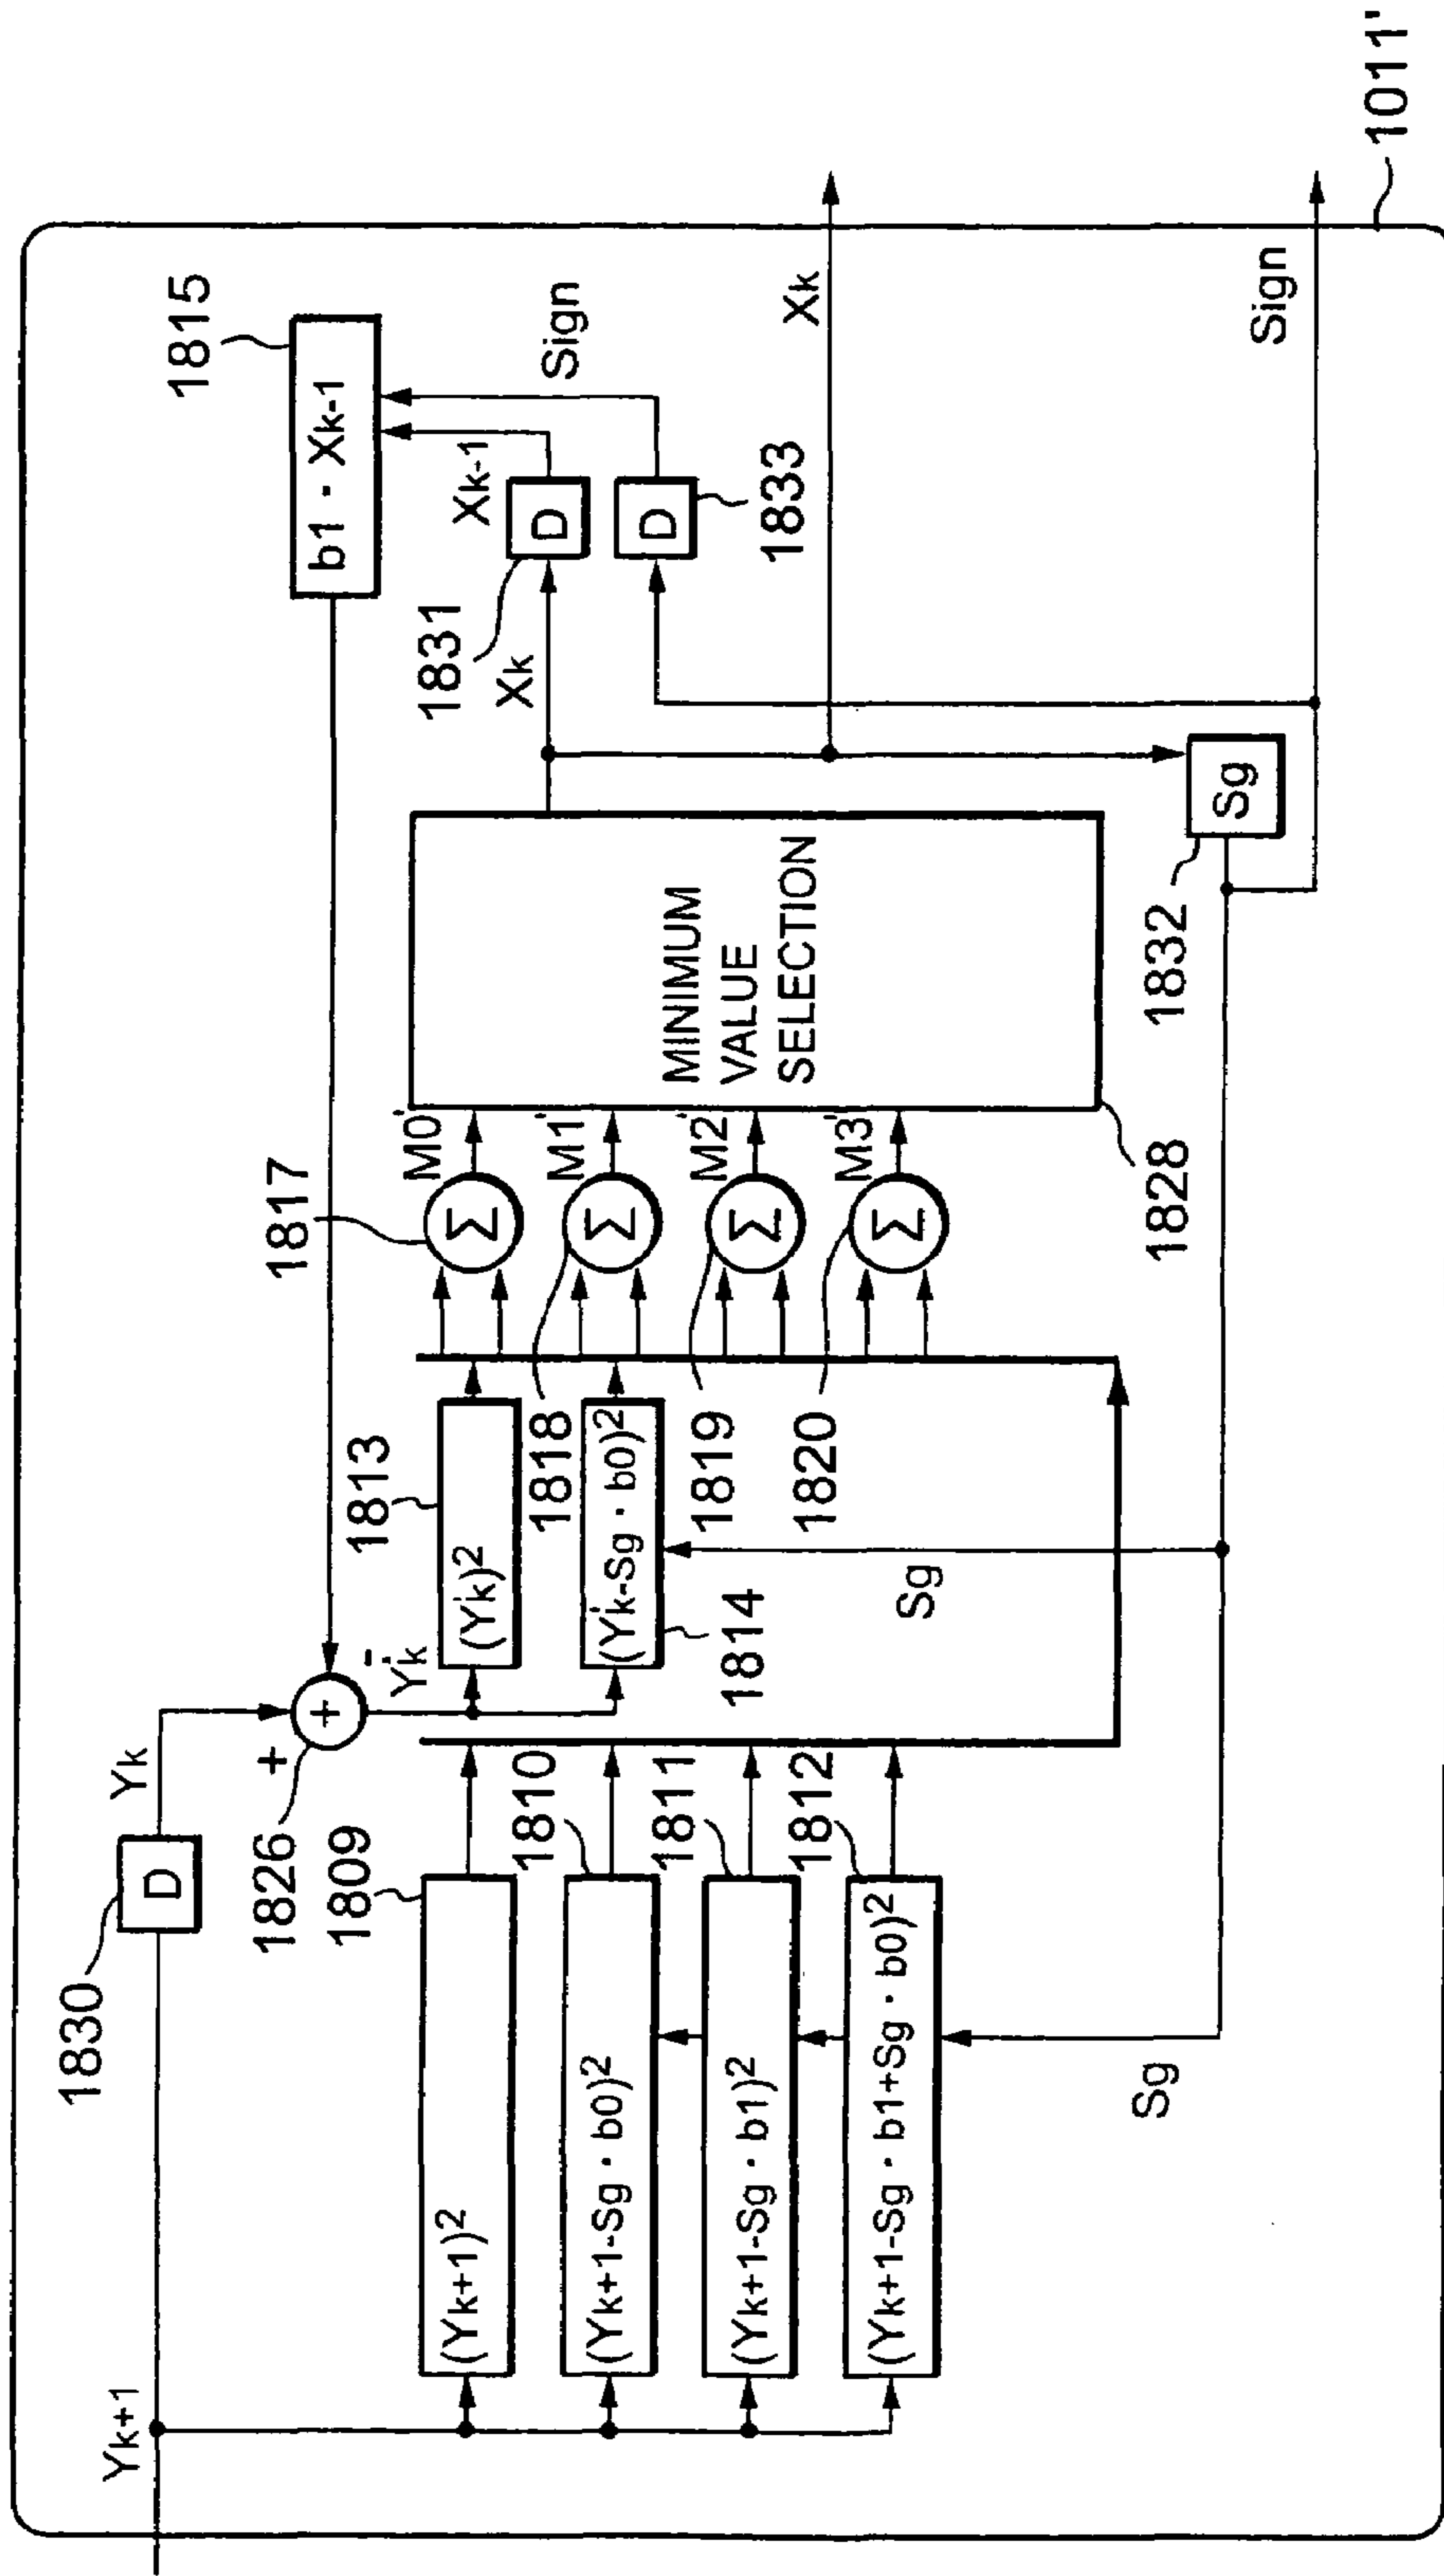 Yk+1
1830
D
Yk
+
1826
+
-
Y'k
b1 · Xk-1
1815
1809
(Yk+1)2
1810
(Yk+1-Sg · b0)2
1811
(Yk+1-Sg · b1)2
1812
(Yk+1-Sg · b1+Sg · b0)2
Sg
1813
(Y'k)2
1814
(Y'k-Sg · b0)2
Sg
1817
Σ
M0'
1818
Σ
M1'
1819
Σ
M2'
1820
Σ
M3'
MINIMUM
VALUE
SELECTION
1828
Xk
1831
D
Xk-1
D
1833
Sign
1832
Sg
Xk
Sign
1011'